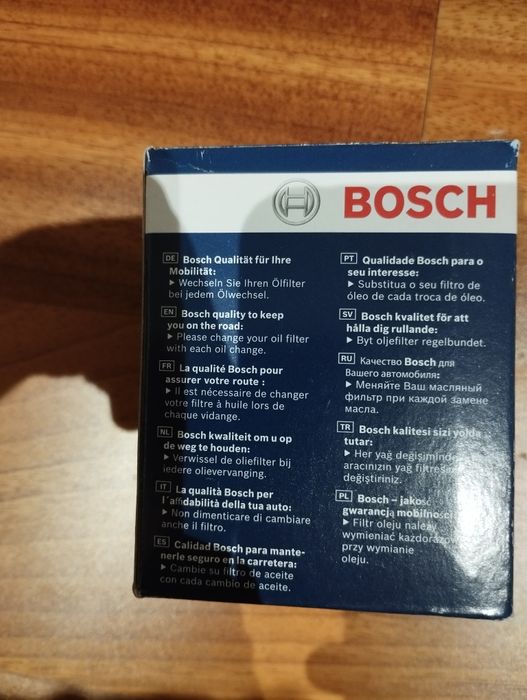 BOSCH
DE Bosch Qualität für Ihre
Mobilität:
▶ Wechseln Sie Ihren Ölfilter
bei jedem Ölwechsel.
EN Bosch quality to keep
you on the road:
▶ Please change your oil filter
with each oil change.
FR La qualité Bosch pour
assurer votre route :
▶ Il est nécessaire de changer
votre filtre à huile lors de
chaque vidange.
NL Bosch kwaliteit om u op
de weg te houden:
▶ Verwissel de oliefilter bij
iedere olievervanging.
IT La qualità Bosch per
l´affidabilità della tua auto:
▶ Non dimenticare di cambiare
anche il filtro.
ES Calidad Bosch para mante-
nerle seguro en la carretera:
▶ Cambie su filtro de aceite
con cada cambio de aceite.
PT Qualidade Bosch para o
seu interesse:
▶ Substitua o seu filtro de
óleo de cada troca de óleo.
SV Bosch kvalitet för att
hålla dig rullande:
▶ Byt oljefilter regelbundet.
RU Качество Bosch для
Вашего автомобиля:
▶ Меняйте Ваш масляный
фильтр при каждой замене
масла.
TR Bosch kalitesi sizi yolda
tutar:
▶ Her yağ değişiminde
aracınızın yağ filtresini
değiştiriniz.
PL Bosch – jakość
gwarancją mobilności
▶ Filtr oleju należy
wymieniać każdorazowo
przy wymianie
oleju.